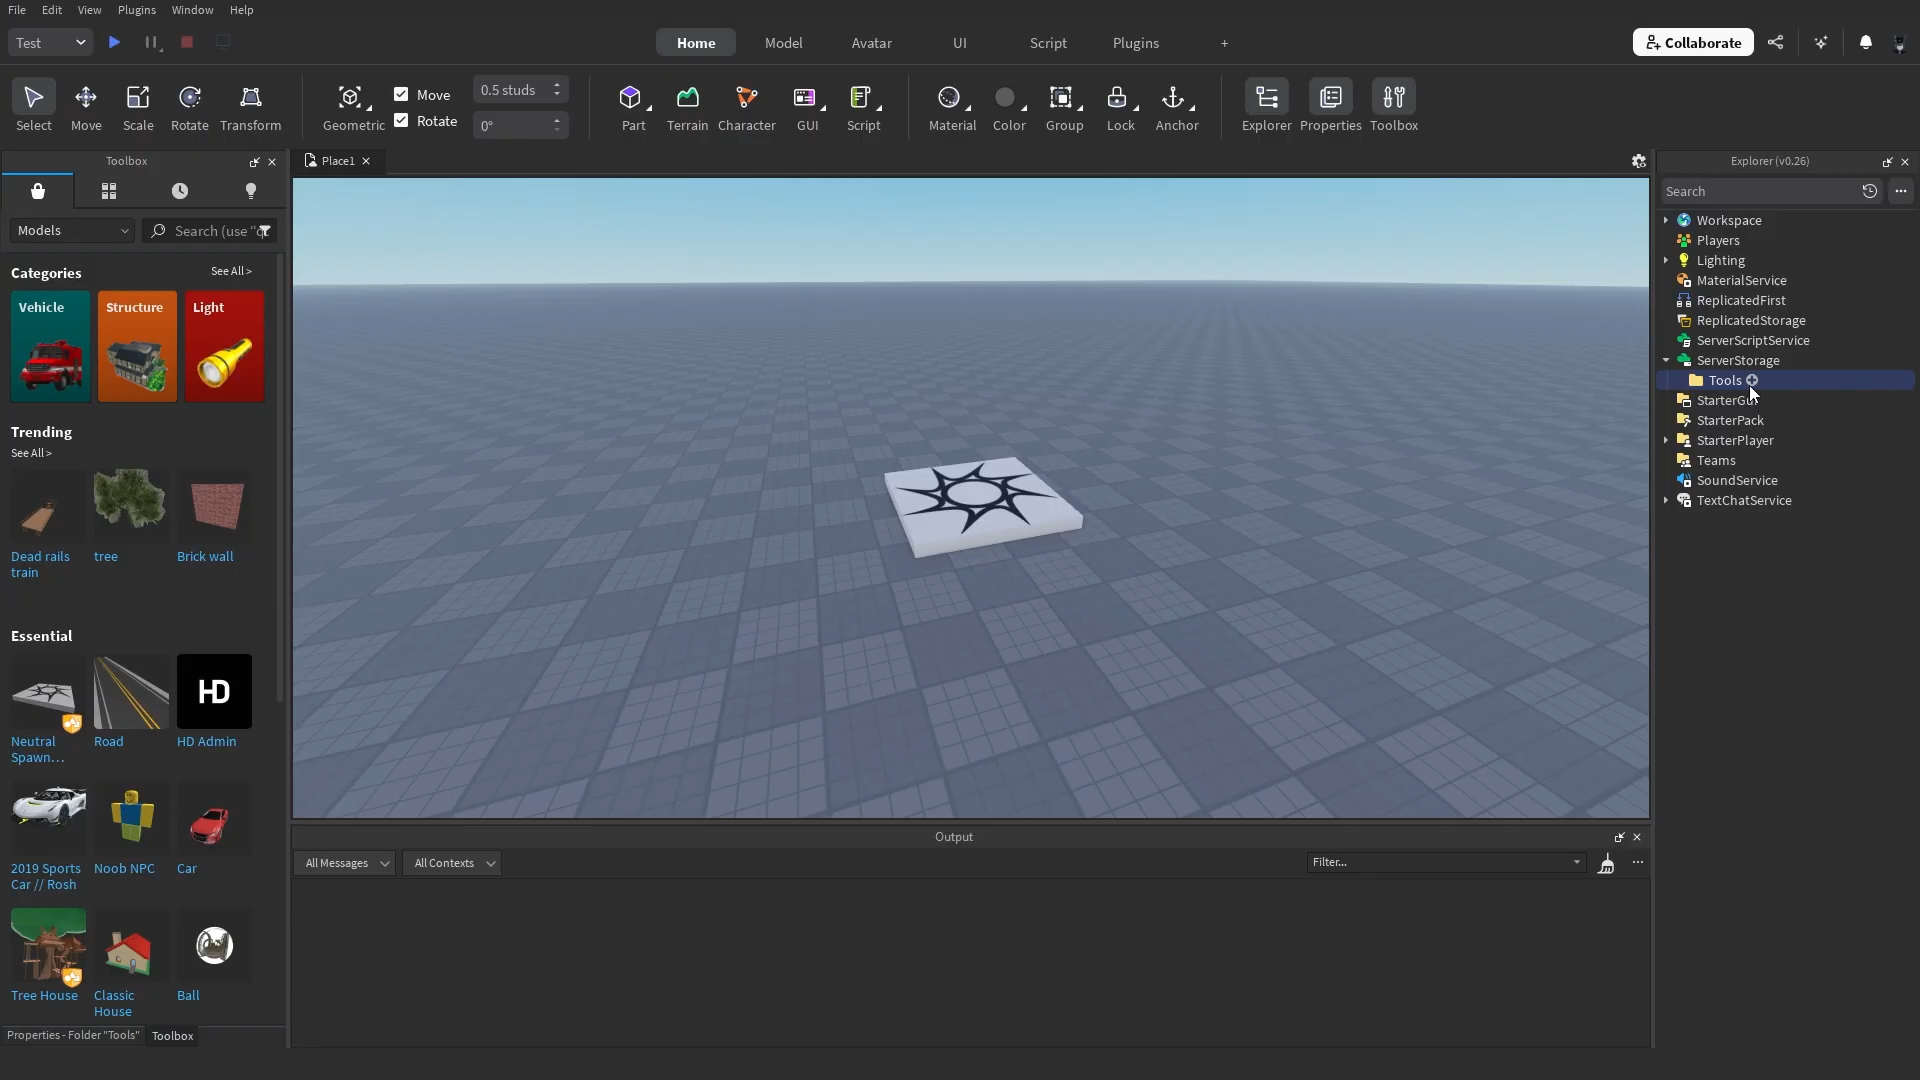 File Edit View Plugins Window Help
Test
Home Model Avatar UI Script Plugins +
Collaborate
Select Move Scale Rotate Transform
Geometric
Move
Rotate
0.5 studs
0°
Part Terrain Character GUI Script
Material Color Group Lock Anchor
Explorer Properties Toolbox
Toolbox
Models
Search (use "q
Categories
See All >
Vehicle Structure Light
Trending
See All >
Dead rails
train
tree
Brick wall
Essential
HD
Neutral
Spawn...
Road
HD Admin
2019 Sports
Car // Rosh
Noob NPC
Car
Tree House
Classic
House
Ball
Properties - Folder "Tools"
Toolbox
Place1
Output
All Messages
All Contexts
Filter...
Explorer (v0.26)
Search
Workspace
Players
Lighting
MaterialService
ReplicatedFirst
ReplicatedStorage
ServerScriptService
ServerStorage
Tools
StarterGui
StarterPack
StarterPlayer
Teams
SoundService
TextChatService